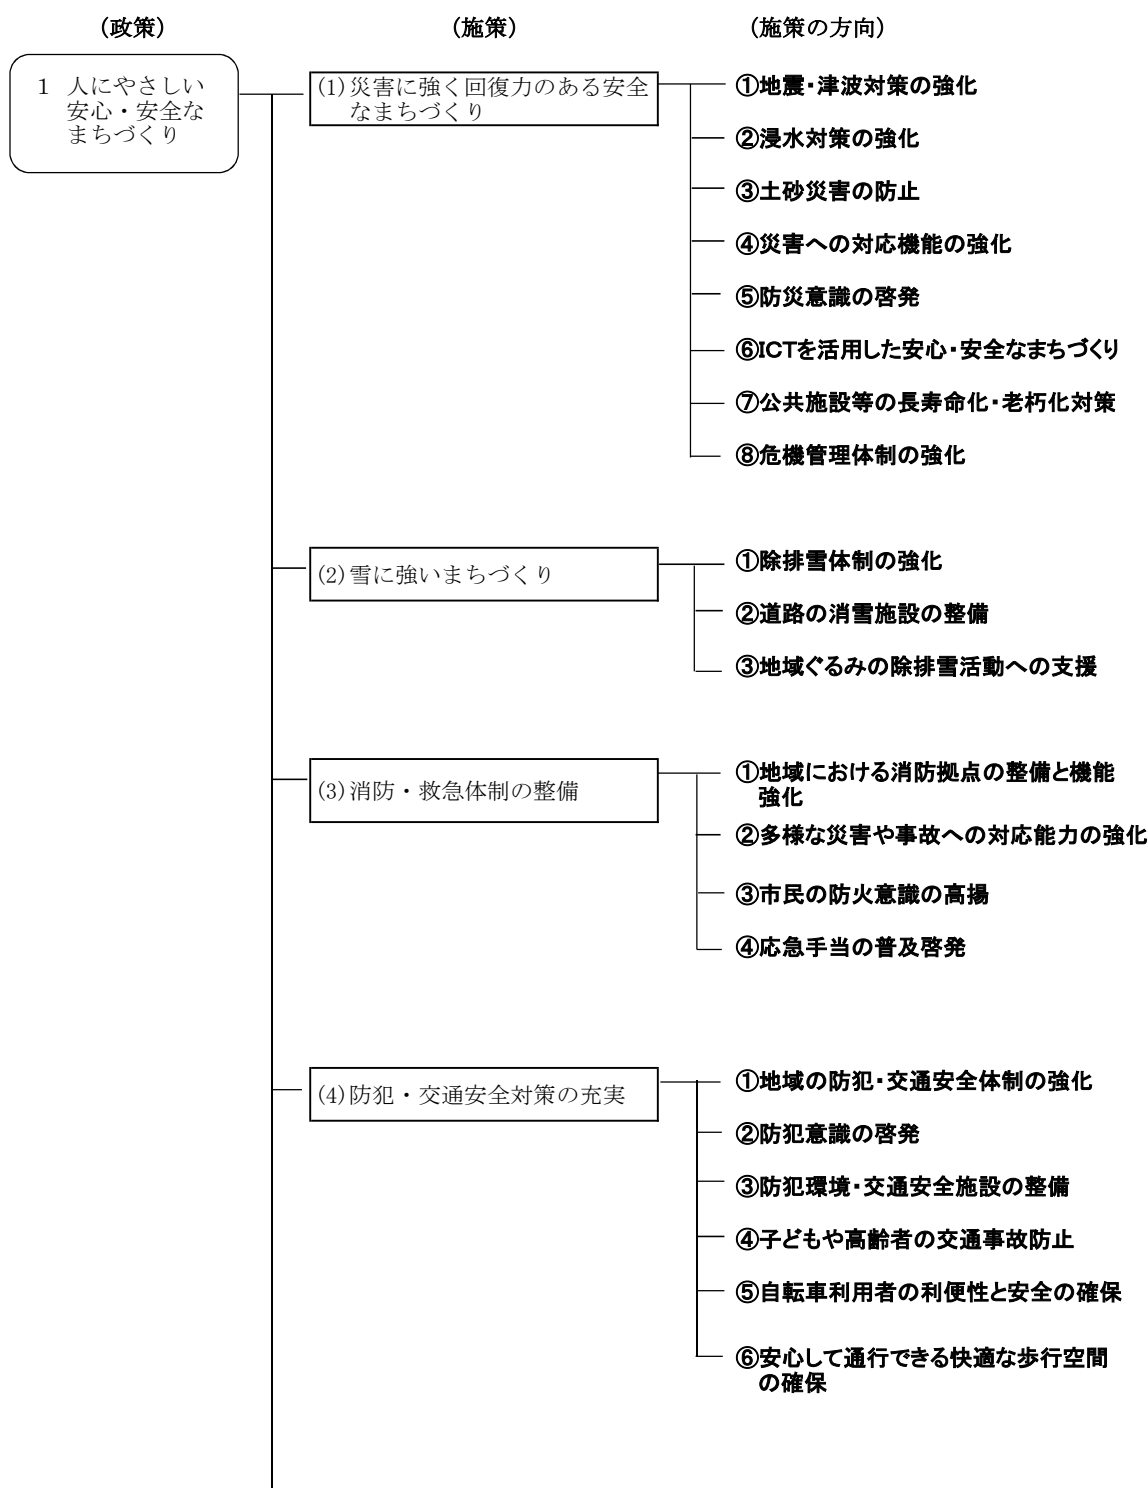 (政策) (施策) (施策の方向)
1 人にやさしい
安心・安全な
まちづくり
(1)災害に強く回復力のある安全
なまちづくり
①地震・津波対策の強化
②浸水対策の強化
③土砂災害の防止
④災害への対応機能の強化
⑤防災意識の啓発
⑥ICTを活用した安心・安全なまちづくり
⑦公共施設等の長寿命化・老朽化対策
⑧危機管理体制の強化
(2)雪に強いまちづくり
①除排雪体制の強化
②道路の消雪施設の整備
③地域ぐるみの除排雪活動への支援
(3)消防・救急体制の整備
①地域における消防拠点の整備と機能
強化
②多様な災害や事故への対応能力の強化
③市民の防火意識の高揚
④応急手当の普及啓発
(4)防犯・交通安全対策の充実
①地域の防犯・交通安全体制の強化
②防犯意識の啓発
③防犯環境・交通安全施設の整備
④子どもや高齢者の交通事故防止
⑤自転車利用者の利便性と安全の確保
⑥安心して通行できる快適な歩行空間
の確保